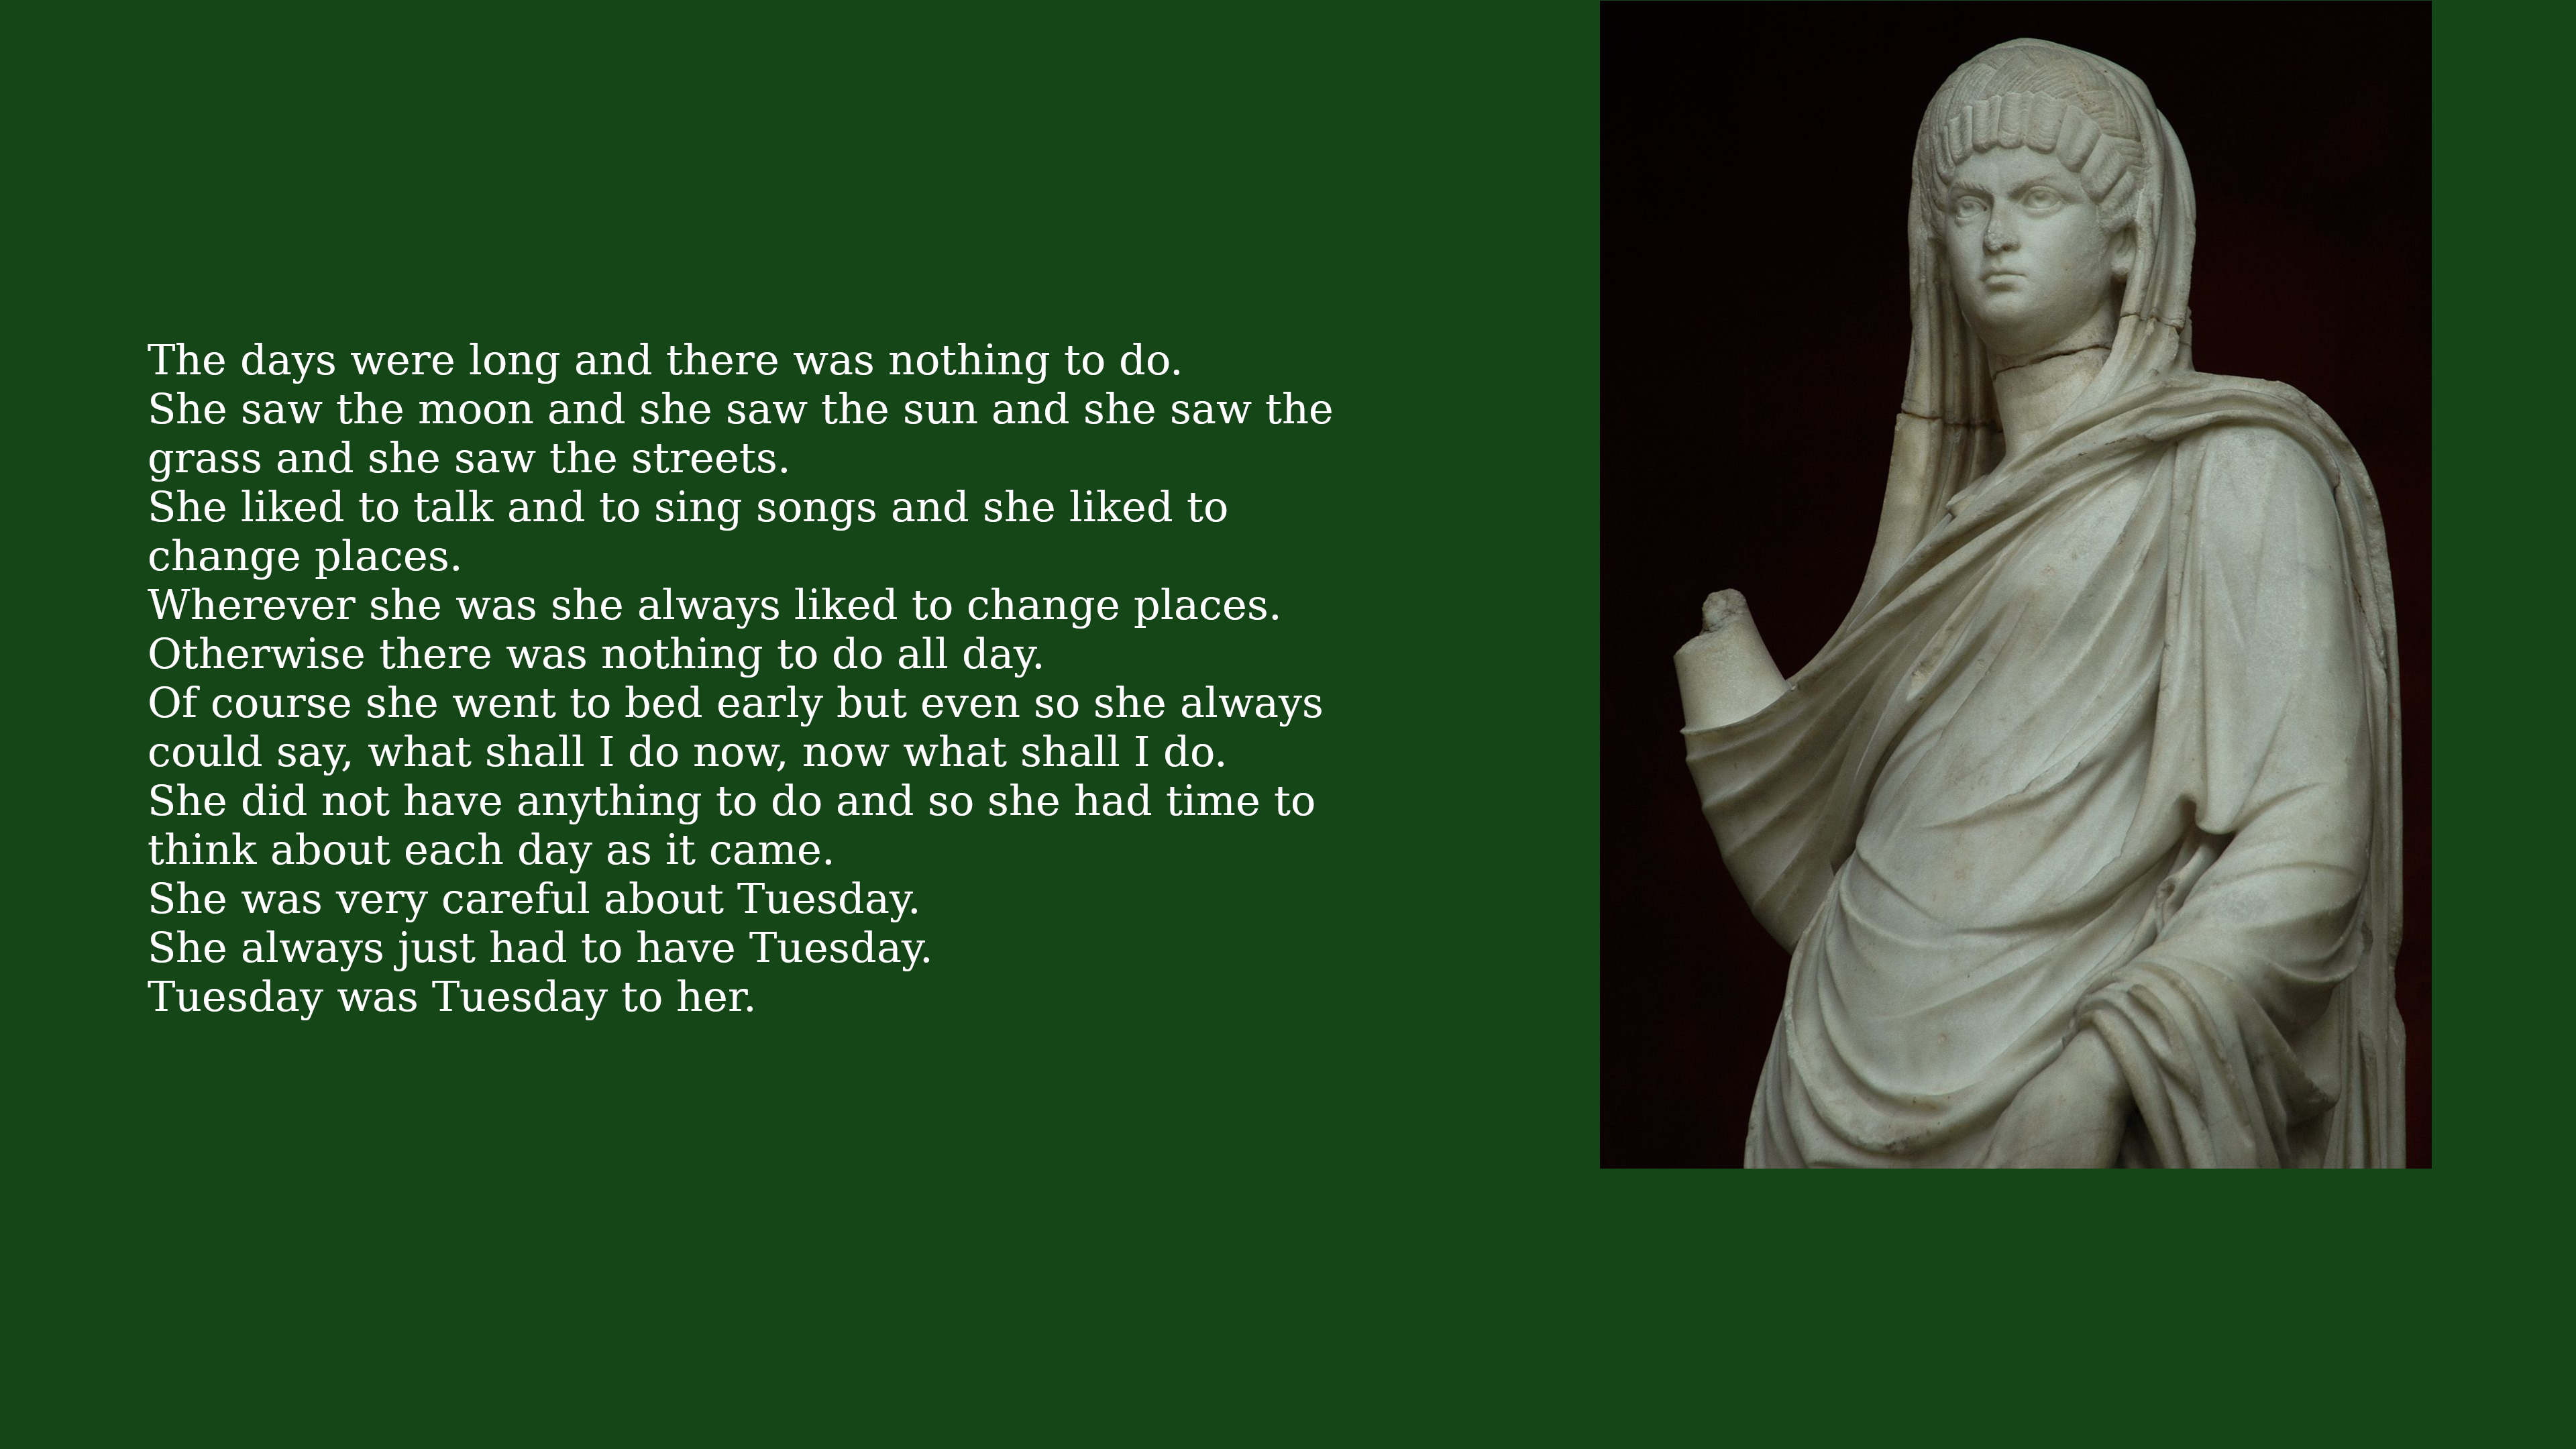 The days were long and there was nothing to do.
She saw the moon and she saw the sun and she saw the
grass and she saw the streets.
She liked to talk and to sing songs and she liked to
change places.
Wherever she was she always liked to change places.
Otherwise there was nothing to do all day.
Of course she went to bed early but even so she always
could say, what shall I do now, now what shall I do.
She did not have anything to do and so she had time to
think about each day as it came.
She was very careful about Tuesday.
She always just had to have Tuesday.
Tuesday was Tuesday to her.